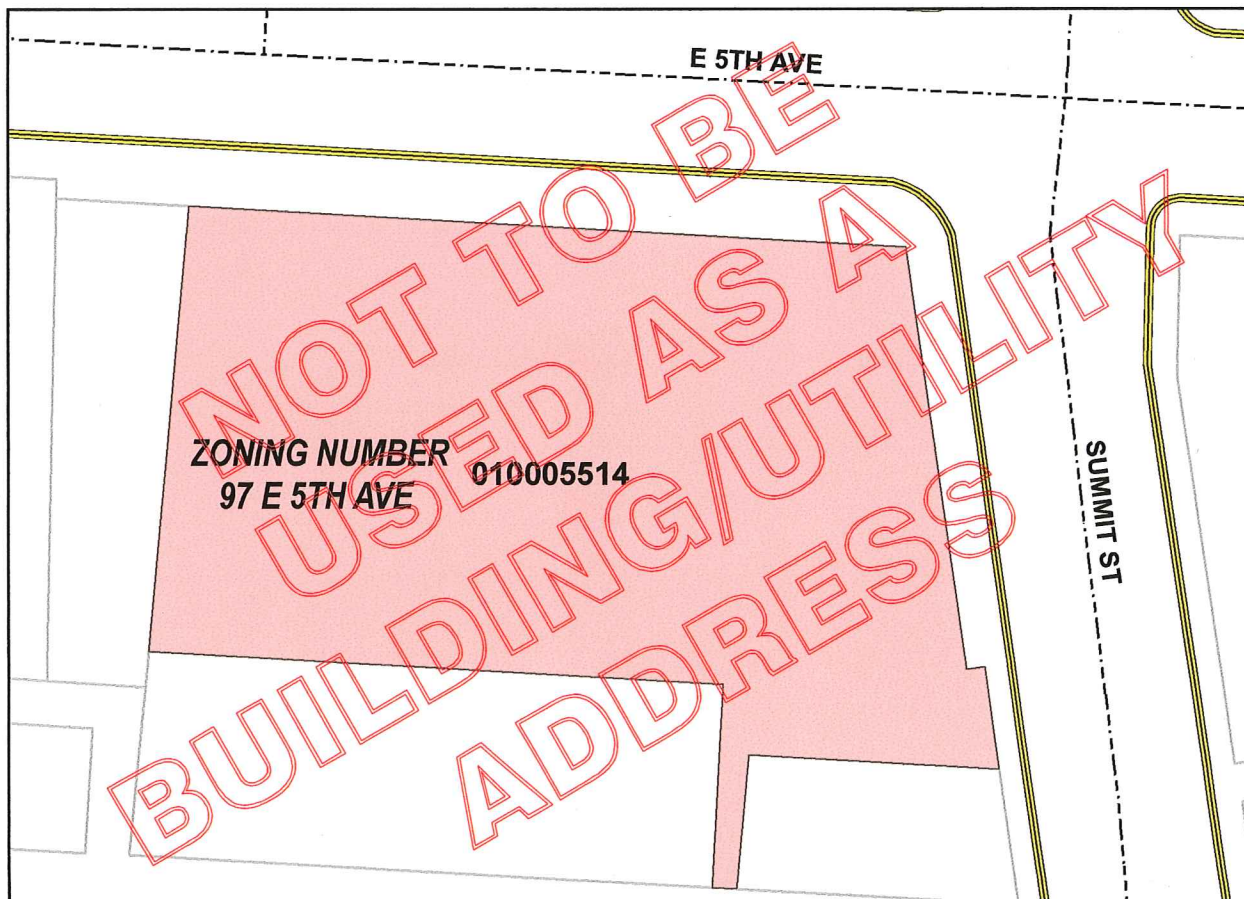 E 5TH AVE
NOT TO BE
USED AS A
BUILDING/UTILITY
ADDRESS
ZONING NUMBER
97 E 5TH AVE
010005514
SUMMIT ST